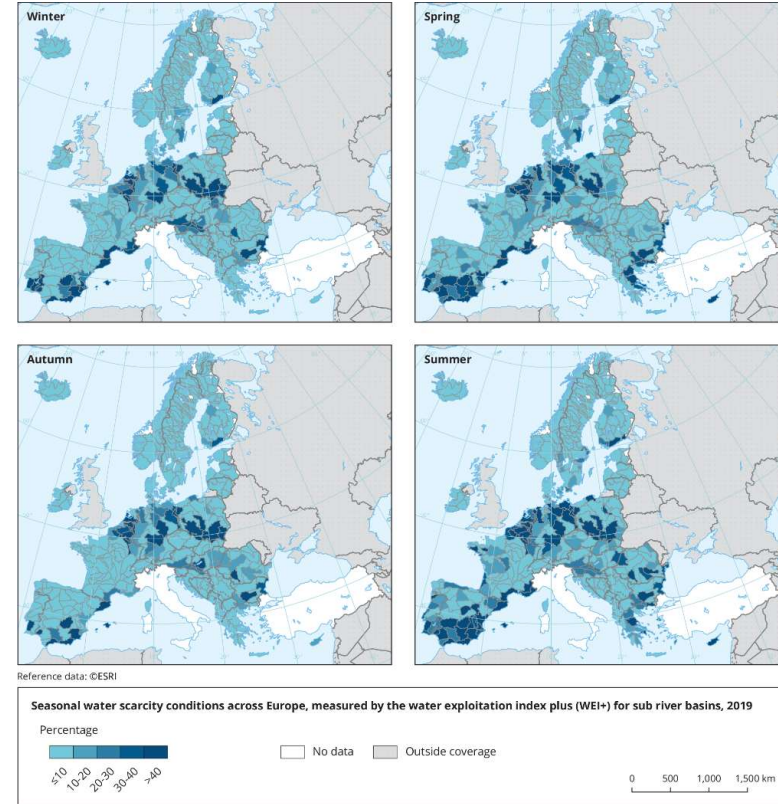 Winter
Spring
Autumn
Summer
Reference data: ©ESRI
Seasonal water scarcity conditions across Europe, measured by the water exploitation index plus (WEI+) for sub river basins, 2019
Percentage
≤10 10-20 20-30 30-40 >40
No data
Outside coverage
0 500 1,000 1,500 km